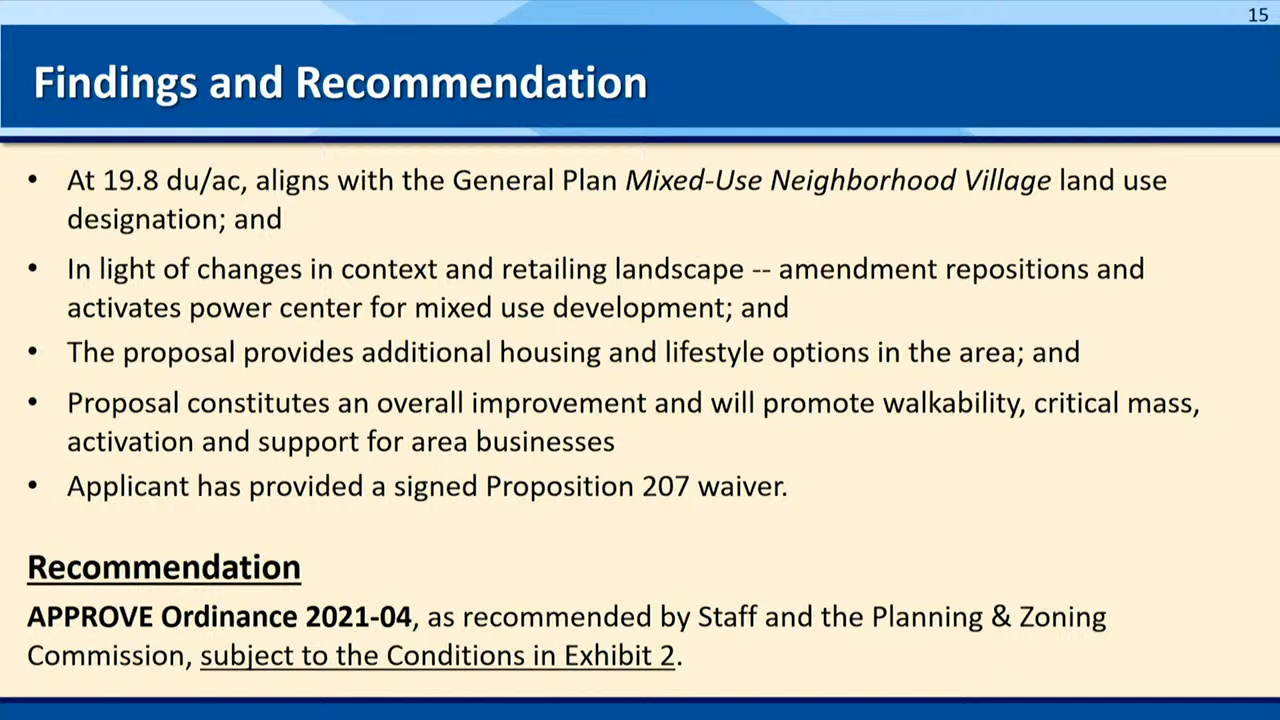 15
Findings and Recommendation
• At 19.8 du/ac, aligns with the General Plan Mixed-Use Neighborhood Village land use
designation; and
• In light of changes in context and retailing landscape -- amendment repositions and
activates power center for mixed use development; and
• The proposal provides additional housing and lifestyle options in the area; and
• Proposal constitutes an overall improvement and will promote walkability, critical mass,
activation and support for area businesses
• Applicant has provided a signed Proposition 207 waiver.
Recommendation
APPROVE Ordinance 2021-04, as recommended by Staff and the Planning & Zoning
Commission, subject to the Conditions in Exhibit 2.